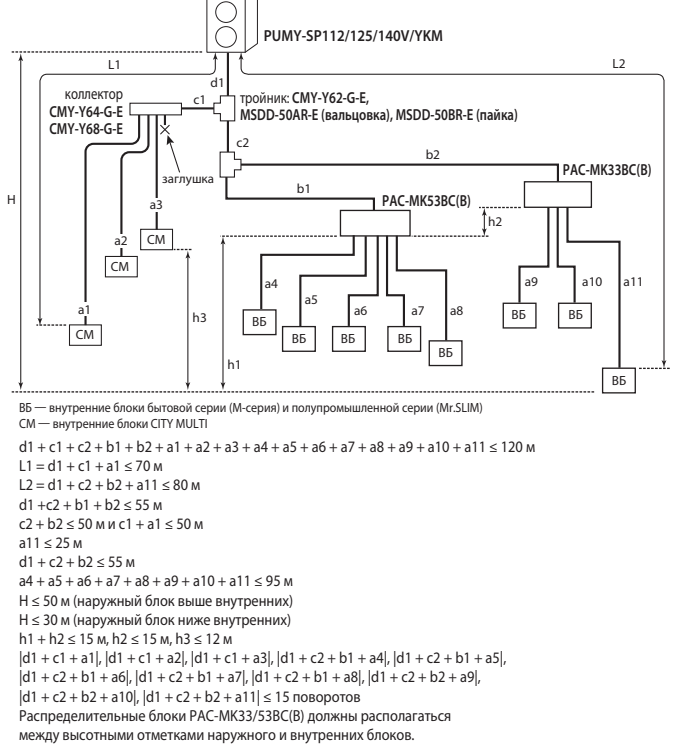 PUMY-SP112/125/140V/YKM
L1
L2
d1
коллектор
CMY-Y64-G-E
CMY-Y68-G-E
c1
тройник: CMY-Y62-G-E,
MSDD-50AR-E (вальцовка), MSDD-50BR-E (пайка)
c2
b2
заглушка
PAC-MK33BC(B)
b1
PAC-MK53BC(B)
H
a3
h2
a2
CM
CM
a4
a5
a6
a7
a8
a9
a10
a11
a1
h3
ВБ
ВБ
ВБ
ВБ
ВБ
ВБ
ВБ
CM
h1
ВБ
ВБ — внутренние блоки бытовой серии (М-серия) и полупромышленной серии (Mr.SLIM)
СМ — внутренние блоки CITY MULTI
d1 + c1 + c2 + b1 + b2 + a1 + a2 + a3 + a4 + a5 + a6 + a7 + a8 + a9 + a10 + a11 ≤ 120 м
L1 = d1 + c1 + a1 ≤ 70 м
L2 = d1 + c2 + b2 + a11 ≤ 80 м
d1 +c2 + b1 + b2 ≤ 55 м
c2 + b2 ≤ 50 м и c1 + a1 ≤ 50 м
a11 ≤ 25 м
d1 + c2 + b2 ≤ 55 м
a4 + a5 + a6 + a7 + a8 + a9 + a10 + a11 ≤ 95 м
H ≤ 50 м (наружный блок выше внутренних)
H ≤ 30 м (наружный блок ниже внутренних)
h1 + h2 ≤ 15 м, h2 ≤ 15 м, h3 ≤ 12 м
|d1 + c1 + a1|, |d1 + c1 + a2|, |d1 + c1 + a3|, |d1 + c2 + b1 + a4|, |d1 + c2 + b1 + a5|,
|d1 + c2 + b1 + a6|, |d1 + c2 + b1 + a7|, |d1 + c2 + b1 + a8|, |d1 + c2 + b2 + a9|,
|d1 + c2 + b2 + a10|, |d1 + c2 + b2 + a11| ≤ 15 поворотов
Распределительные блоки PAC-MK33/53BC(B) должны располагаться
между высотными отметками наружного и внутренних блоков.